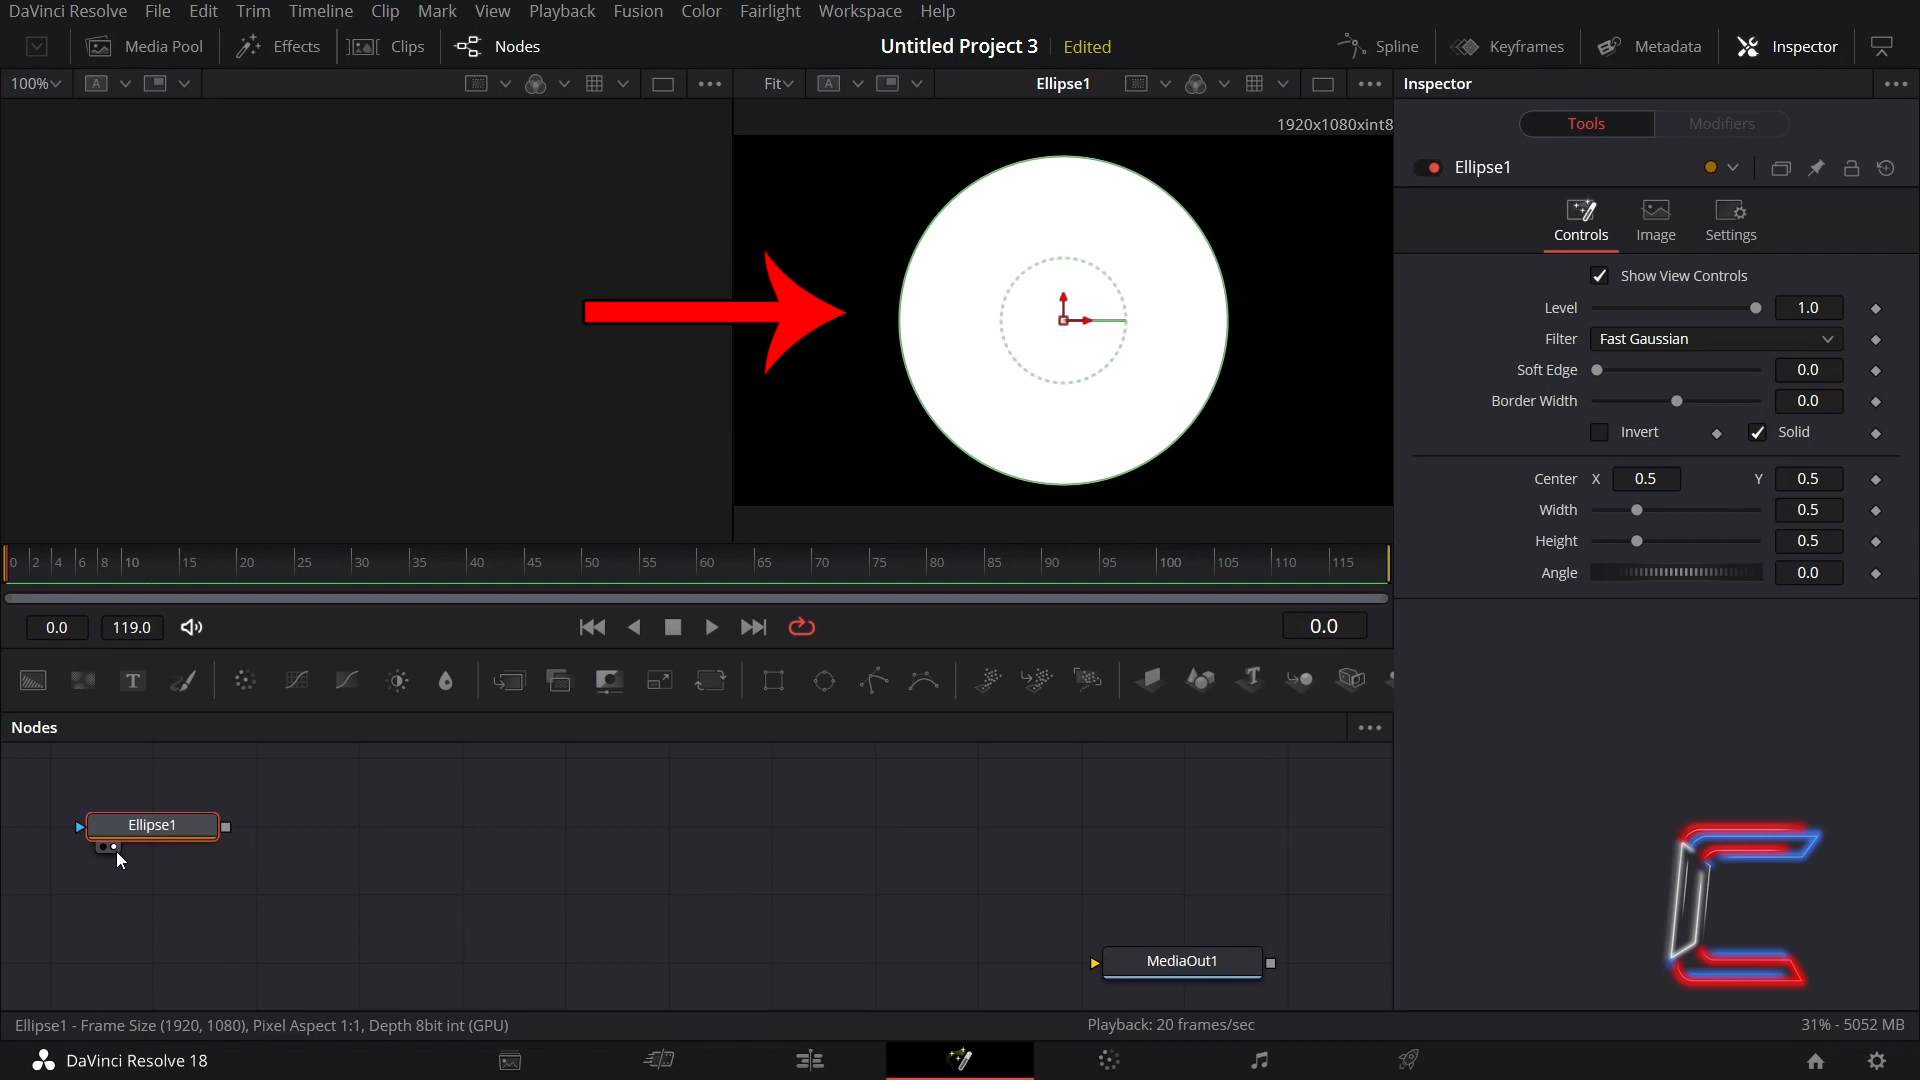 DaVinci Resolve File Edit Trim Timeline Clip Mark View Playback Fusion Color Fairlight Workspace Help
Media Pool Effects Clips Nodes Untitled Project 3 Edited Spline Keyframes Metadata Inspector
100% A Fit A Ellipse1 Inspector
1920x1080xint8
Tools Modifiers
Ellipse1
Controls Image Settings
Show View Controls
Level 1.0
Filter Fast Gaussian
Soft Edge 0.0
Border Width 0.0
Invert Solid
Center X 0.5 Y 0.5
Width 0.5
Height 0.5
Angle 0.0
0 2 4 6 8 10 15 20 25 30 35 40 45 50 55 60 65 70 75 80 85 90 95 100 105 110 115
0.0 119.0 0.0
T T
Nodes
Ellipse1
MediaOut1
Ellipse1 - Frame Size (1920, 1080), Pixel Aspect 1:1, Depth 8bit int (GPU) Playback: 20 frames/sec 31% - 5052 MB
DaVinci Resolve 18